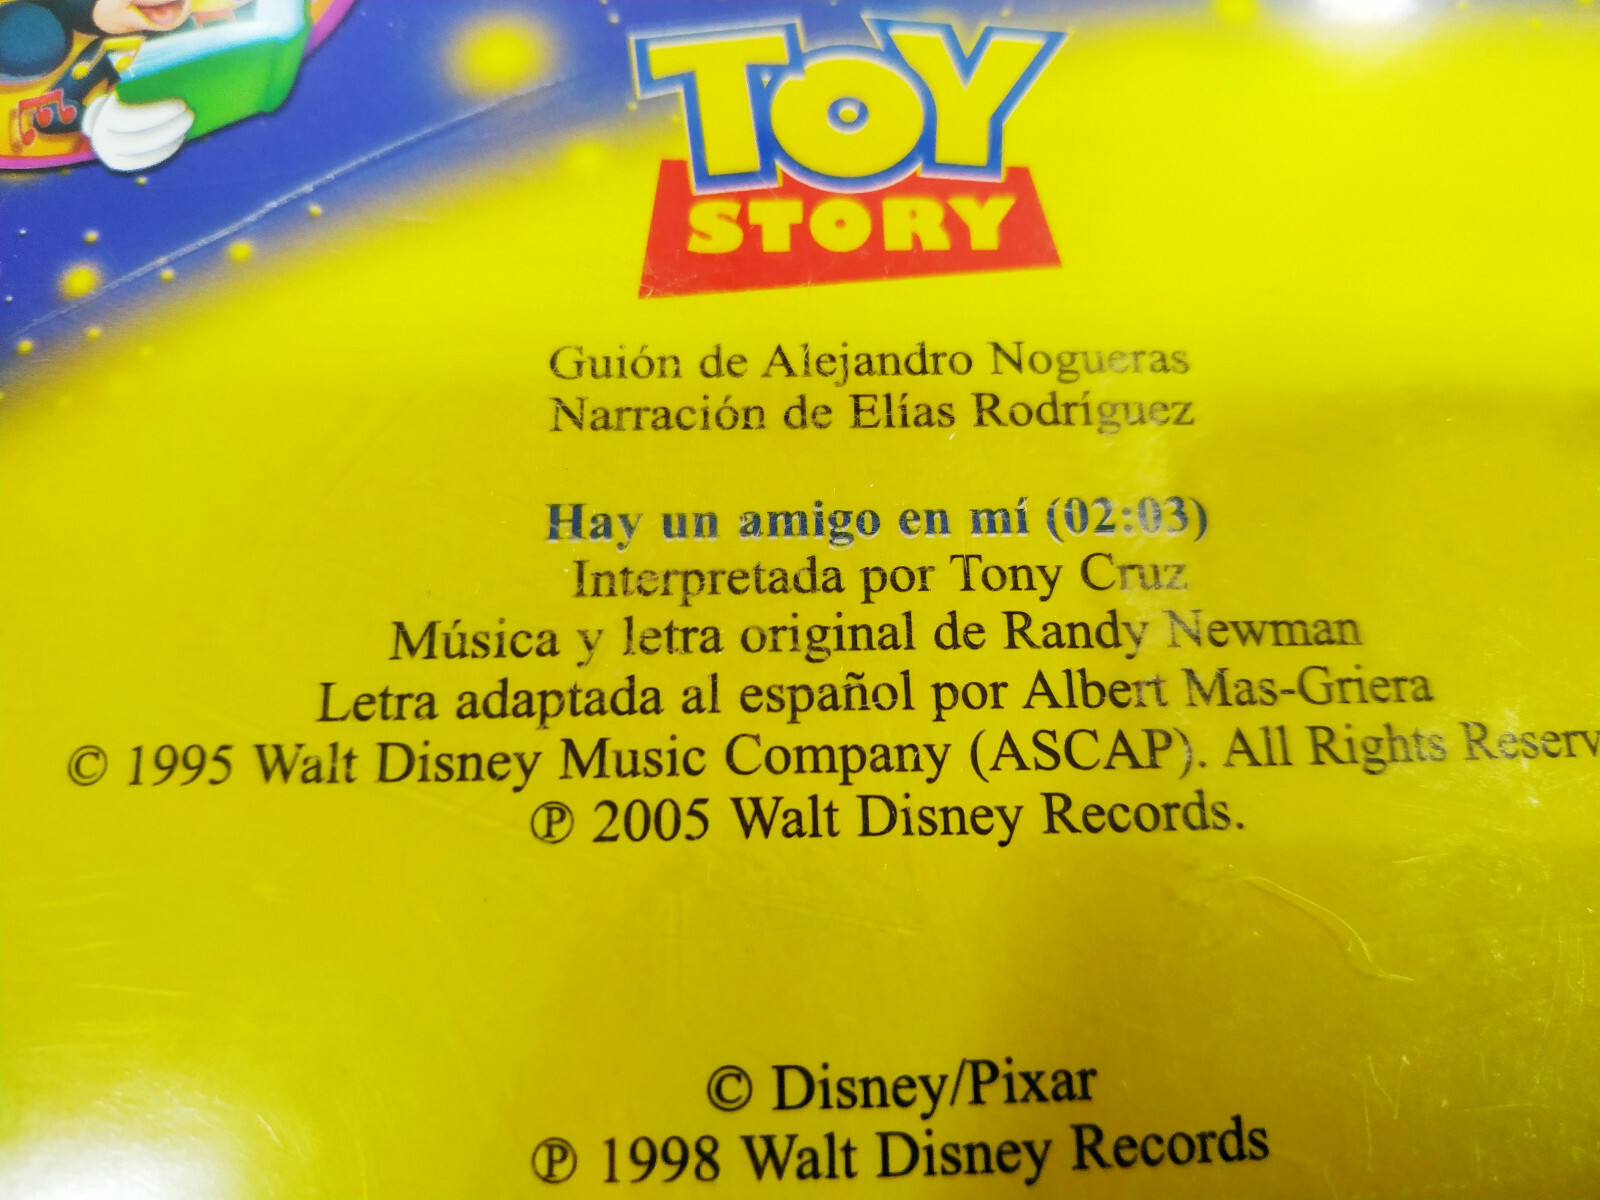 TOY
STORY
Guión de Alejandro Nogueras
Narración de Elías Rodríguez
Hay un amigo en mí (02:03)
Interpretada por Tony Cruz
Música y letra original de Randy Newman
Letra adaptada al español por Albert Mas-Griera
© 1995 Walt Disney Music Company (ASCAP). All Rights Reserv
℗ 2005 Walt Disney Records.
© Disney/Pixar
℗ 1998 Walt Disney Records